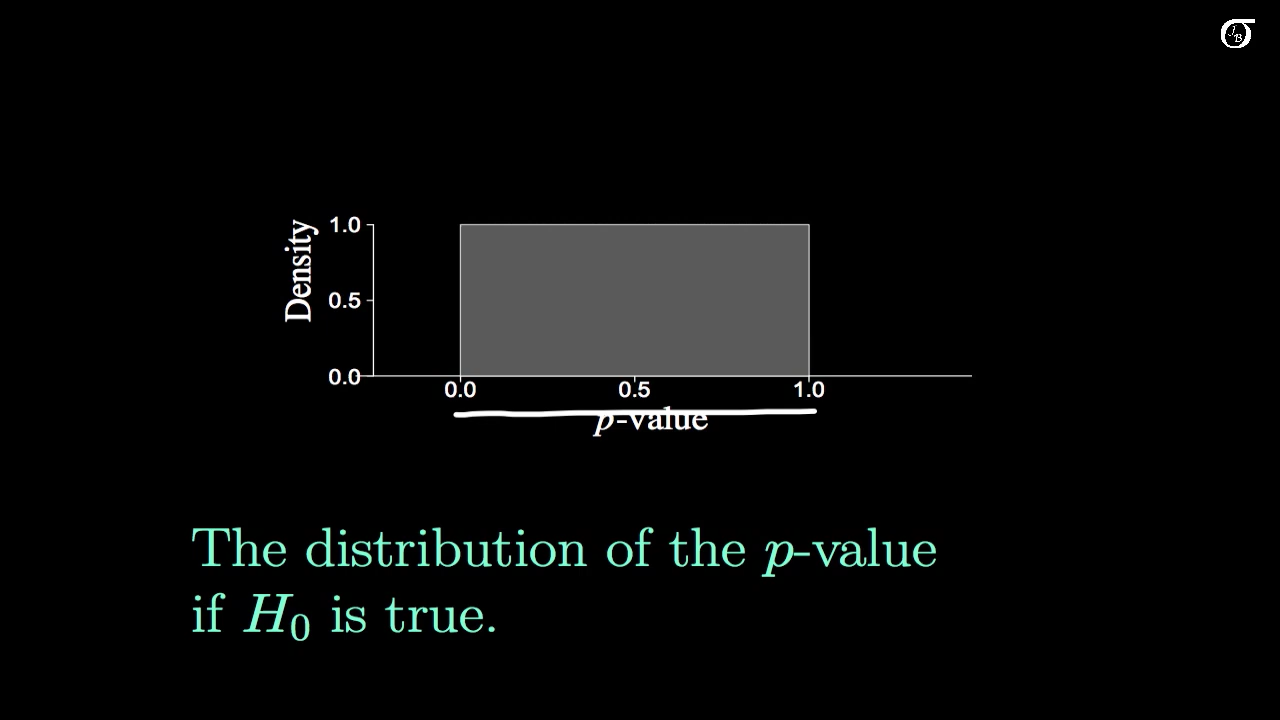 JB
Density
1.0
0.5
0.0
0.0 0.5 1.0
p-value
The distribution of the p-value
if H₀ is true.